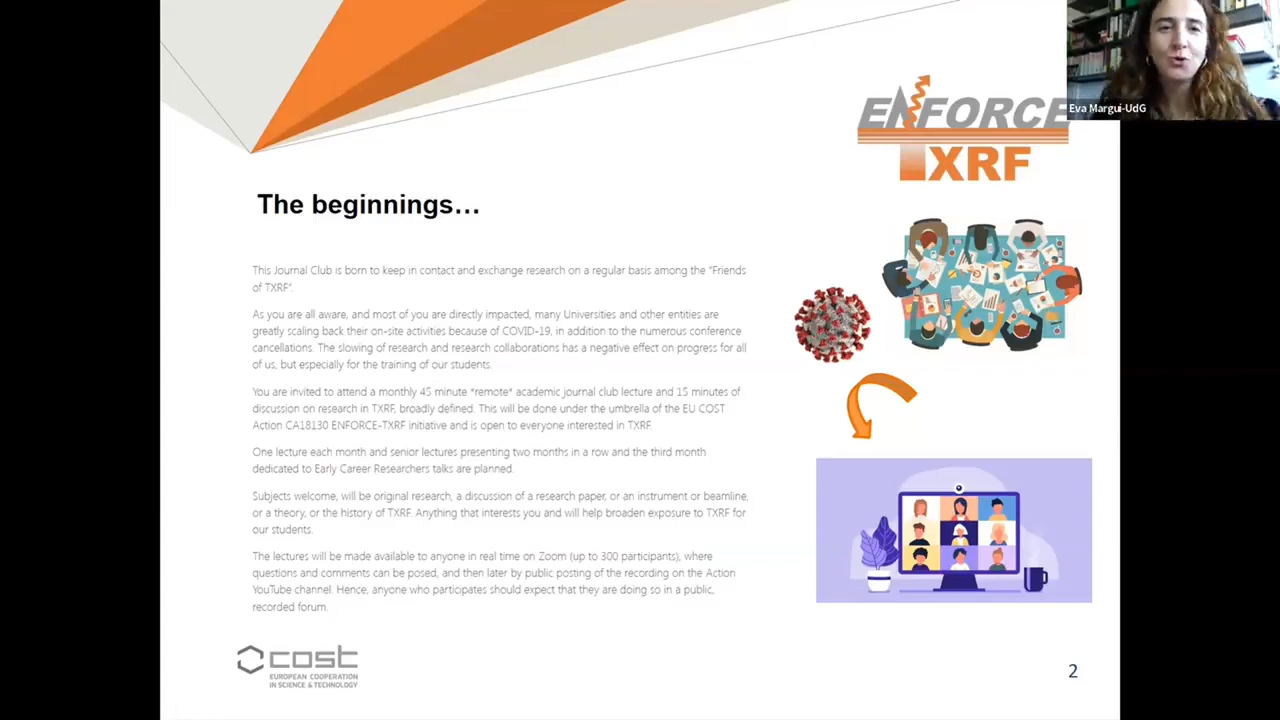 Eva Margui-UdG
ENFORCE
TXRF
The beginnings...
This Journal Club is born to keep in contact and exchange research on a regular basis among the "Friends
of TXRF".
As you are all aware, and most of you are directly impacted, many Universities and other entities are
greatly scaling back their on-site activities because of COVID-19, in addition to the numerous conference
cancellations. The slowing of research and research collaborations has a negative effect on progress for all
of us, but especially for the training of our students.
You are invited to attend a monthly 45 minute *remote* academic journal club lecture and 15 minutes of
discussion on research in TXRF, broadly defined. This will be done under the umbrella of the EU COST
Action CA18130 ENFORCE-TXRF initiative and is open to everyone interested in TXRF.
One lecture each month and senior lectures presenting two months in a row and the third month
dedicated to Early Career Researchers talks are planned.
Subjects welcome, will be original research, a discussion of a research paper, or an instrument or beamline,
or a theory, or the history of TXRF. Anything that interests you and will help broaden exposure to TXRF for
our students.
The lectures will be made available to anyone in real time on Zoom (up to 300 participants), where
questions and comments can be posed, and then later by public posting of the recording on the Action
YouTube channel. Hence, anyone who participates should expect that they are doing so in a public,
recorded forum.
cost
EUROPEAN COOPERATION
IN SCIENCE & TECHNOLOGY
2